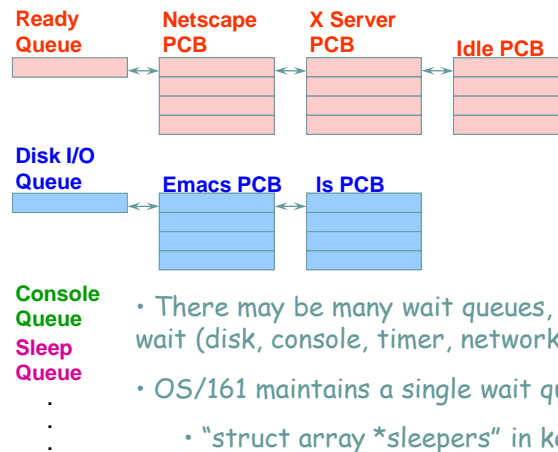 Ready
Queue
Netscape
PCB
X Server
PCB
Idle PCB
Disk I/O
Queue
Emacs PCB
ls PCB
Console
Queue
Sleep
Queue
.
.
.
• There may be many wait queues,
wait (disk, console, timer, network
• OS/161 maintains a single wait qu
• “struct array *sleepers” in ke